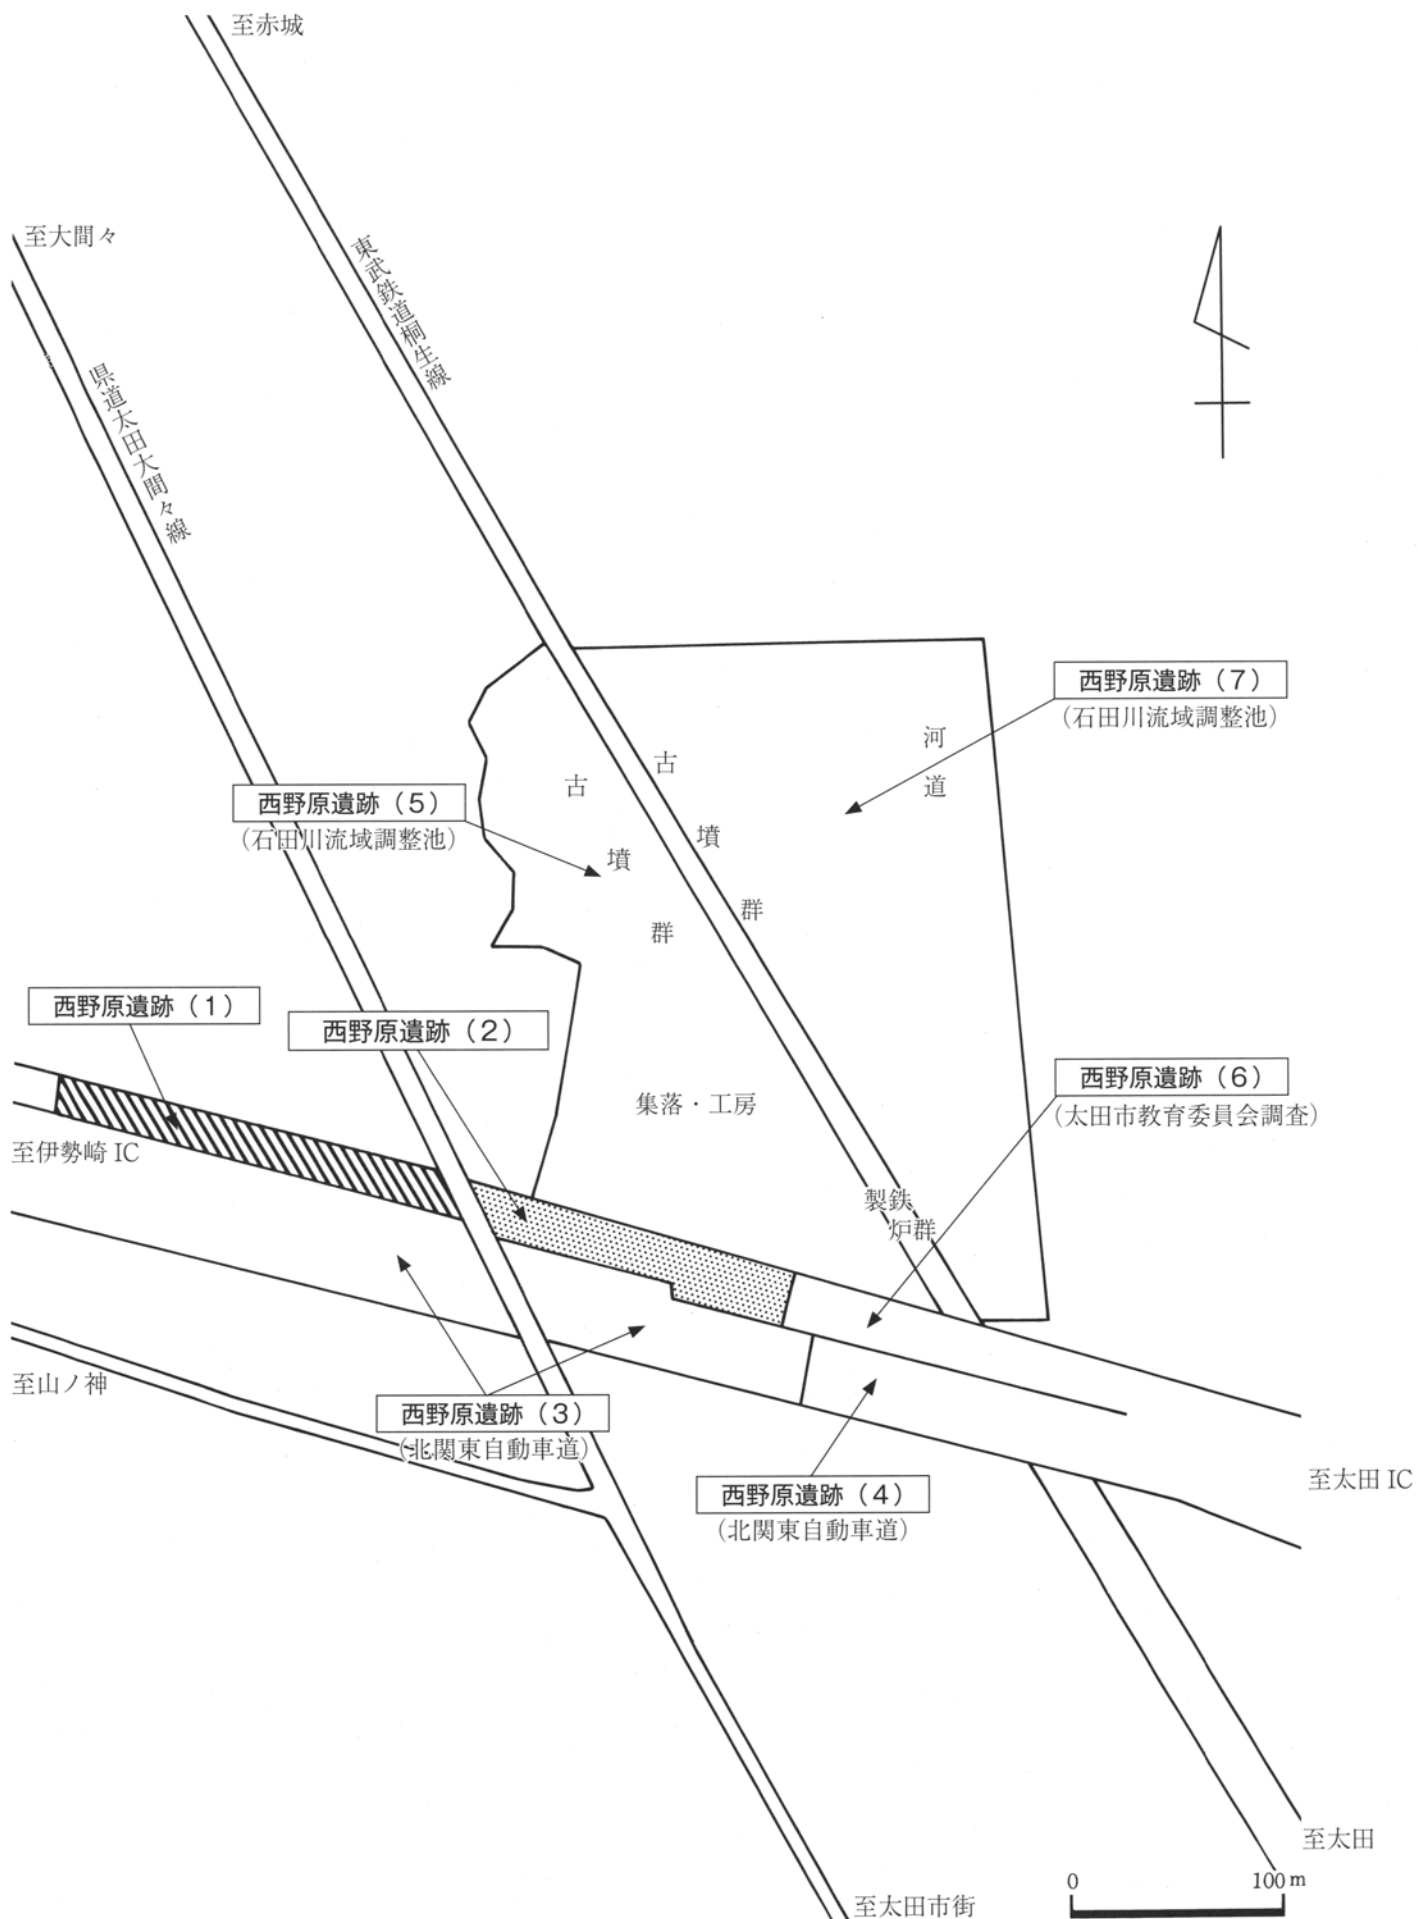 至赤城
至大間々
東武鉄道桐生線
県道太田大間々線
西野原遺跡（7）
（石田川流域調整池）
河道
古墳群
古墳群
西野原遺跡（5）
（石田川流域調整池）
西野原遺跡（1）
西野原遺跡（2）
西野原遺跡（6）
（太田市教育委員会調査）
集落・工房
至伊勢崎 IC
製鉄
炉群
至山ノ神
西野原遺跡（3）
（北関東自動車道）
西野原遺跡（4）
（北関東自動車道）
至太田 IC
至太田
0 100 m
至太田市街